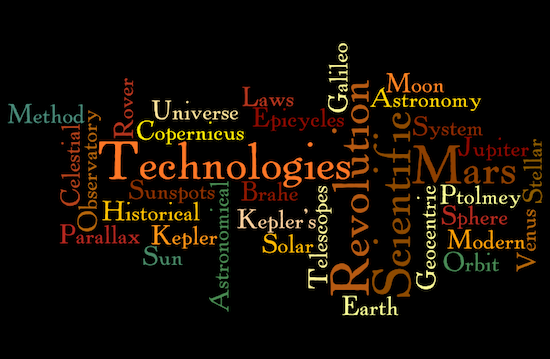 Galileo
Moon
Laws
Astronomy
Rover
Universe
Epicycles
Method
Copernicus
System
Revolution
Scientific
Celestial
Observatory
Technologies
Mars
Jupiter
Stellar
Sunspots
Brahe
Ptolmey
Historical
Astronomical
Kepler's
Telescopes
Geocentric
Sphere
Parallax
Kepler
Solar
Modern
Venus
Sun
Orbit
Earth